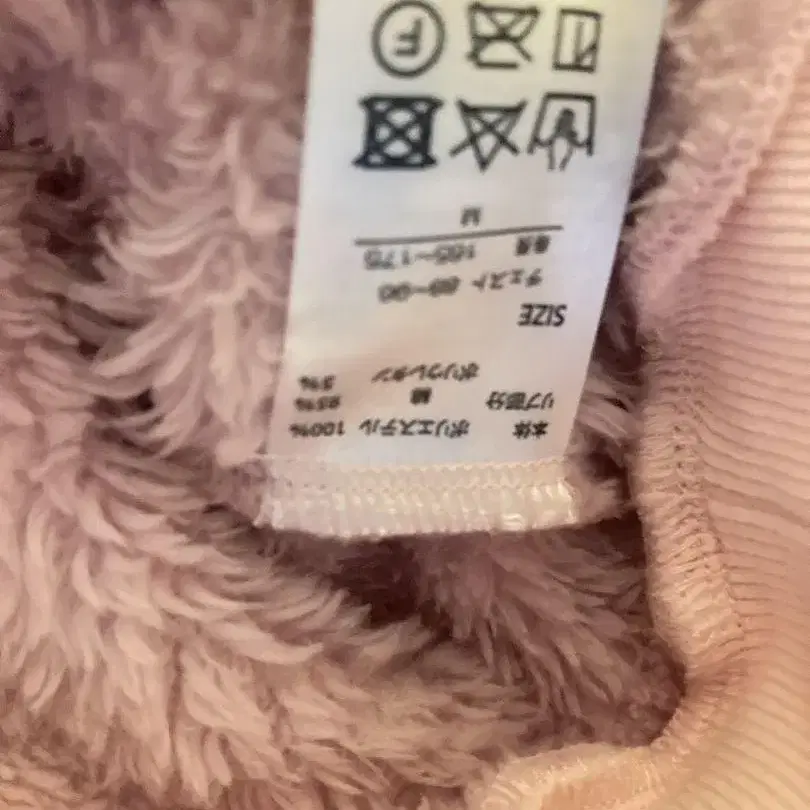 本体 ポリエステル 100%
リブ部分 綿 95%
ポリウレタン 5%
SIZE
チェスト 88-96
身長 165-175
M
F